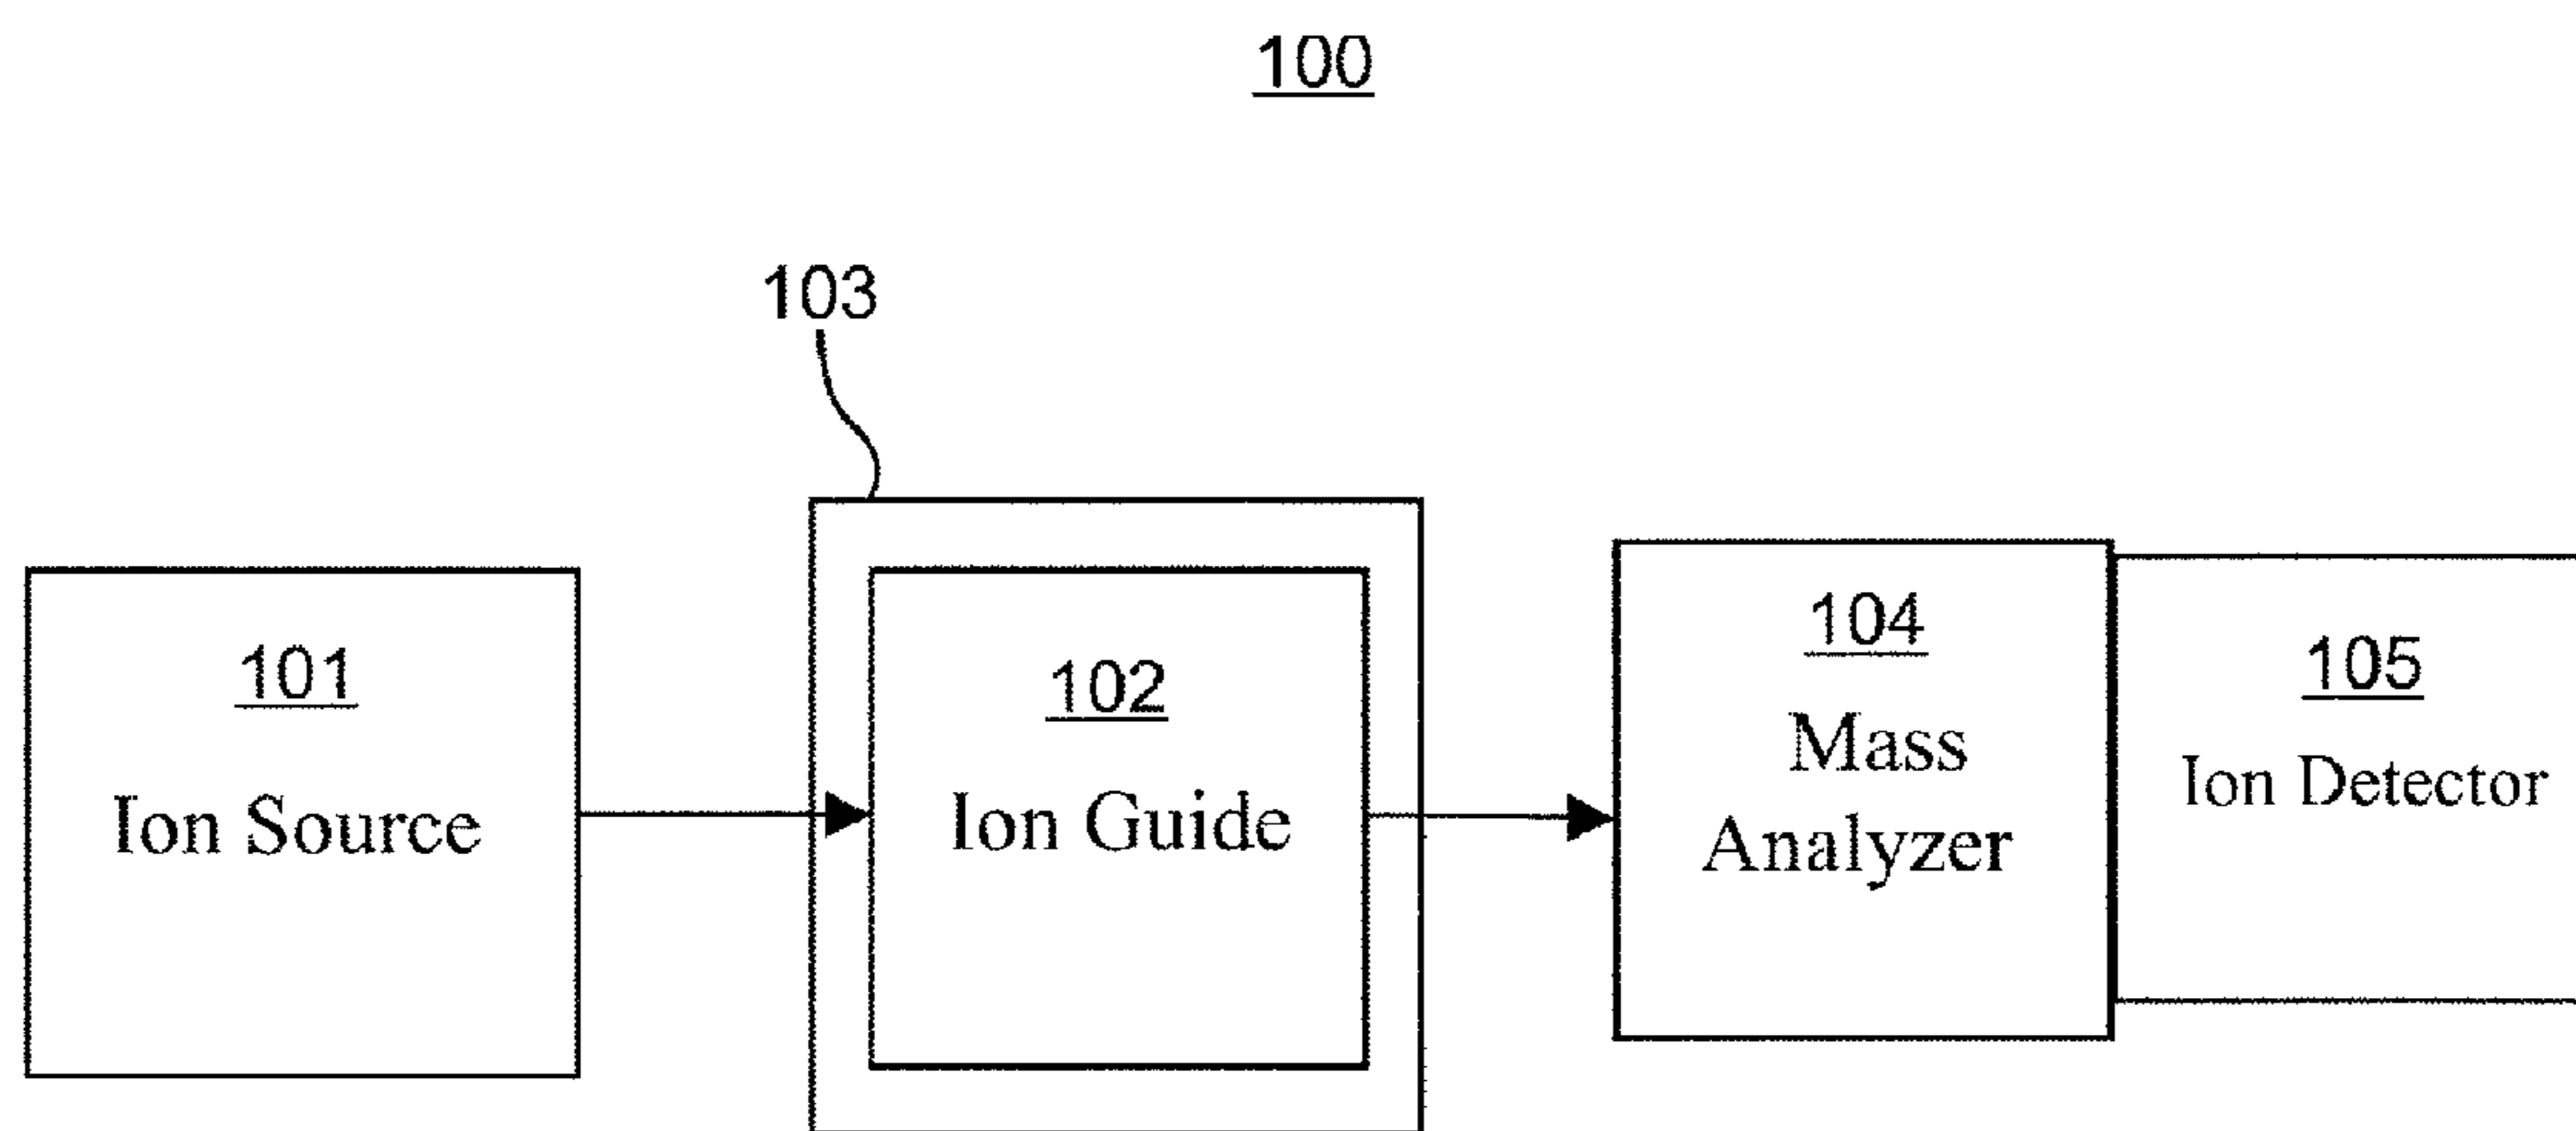 100
103
101
Ion Source
102
Ion Guide
104
Mass
Analyzer
105
Ion Detector